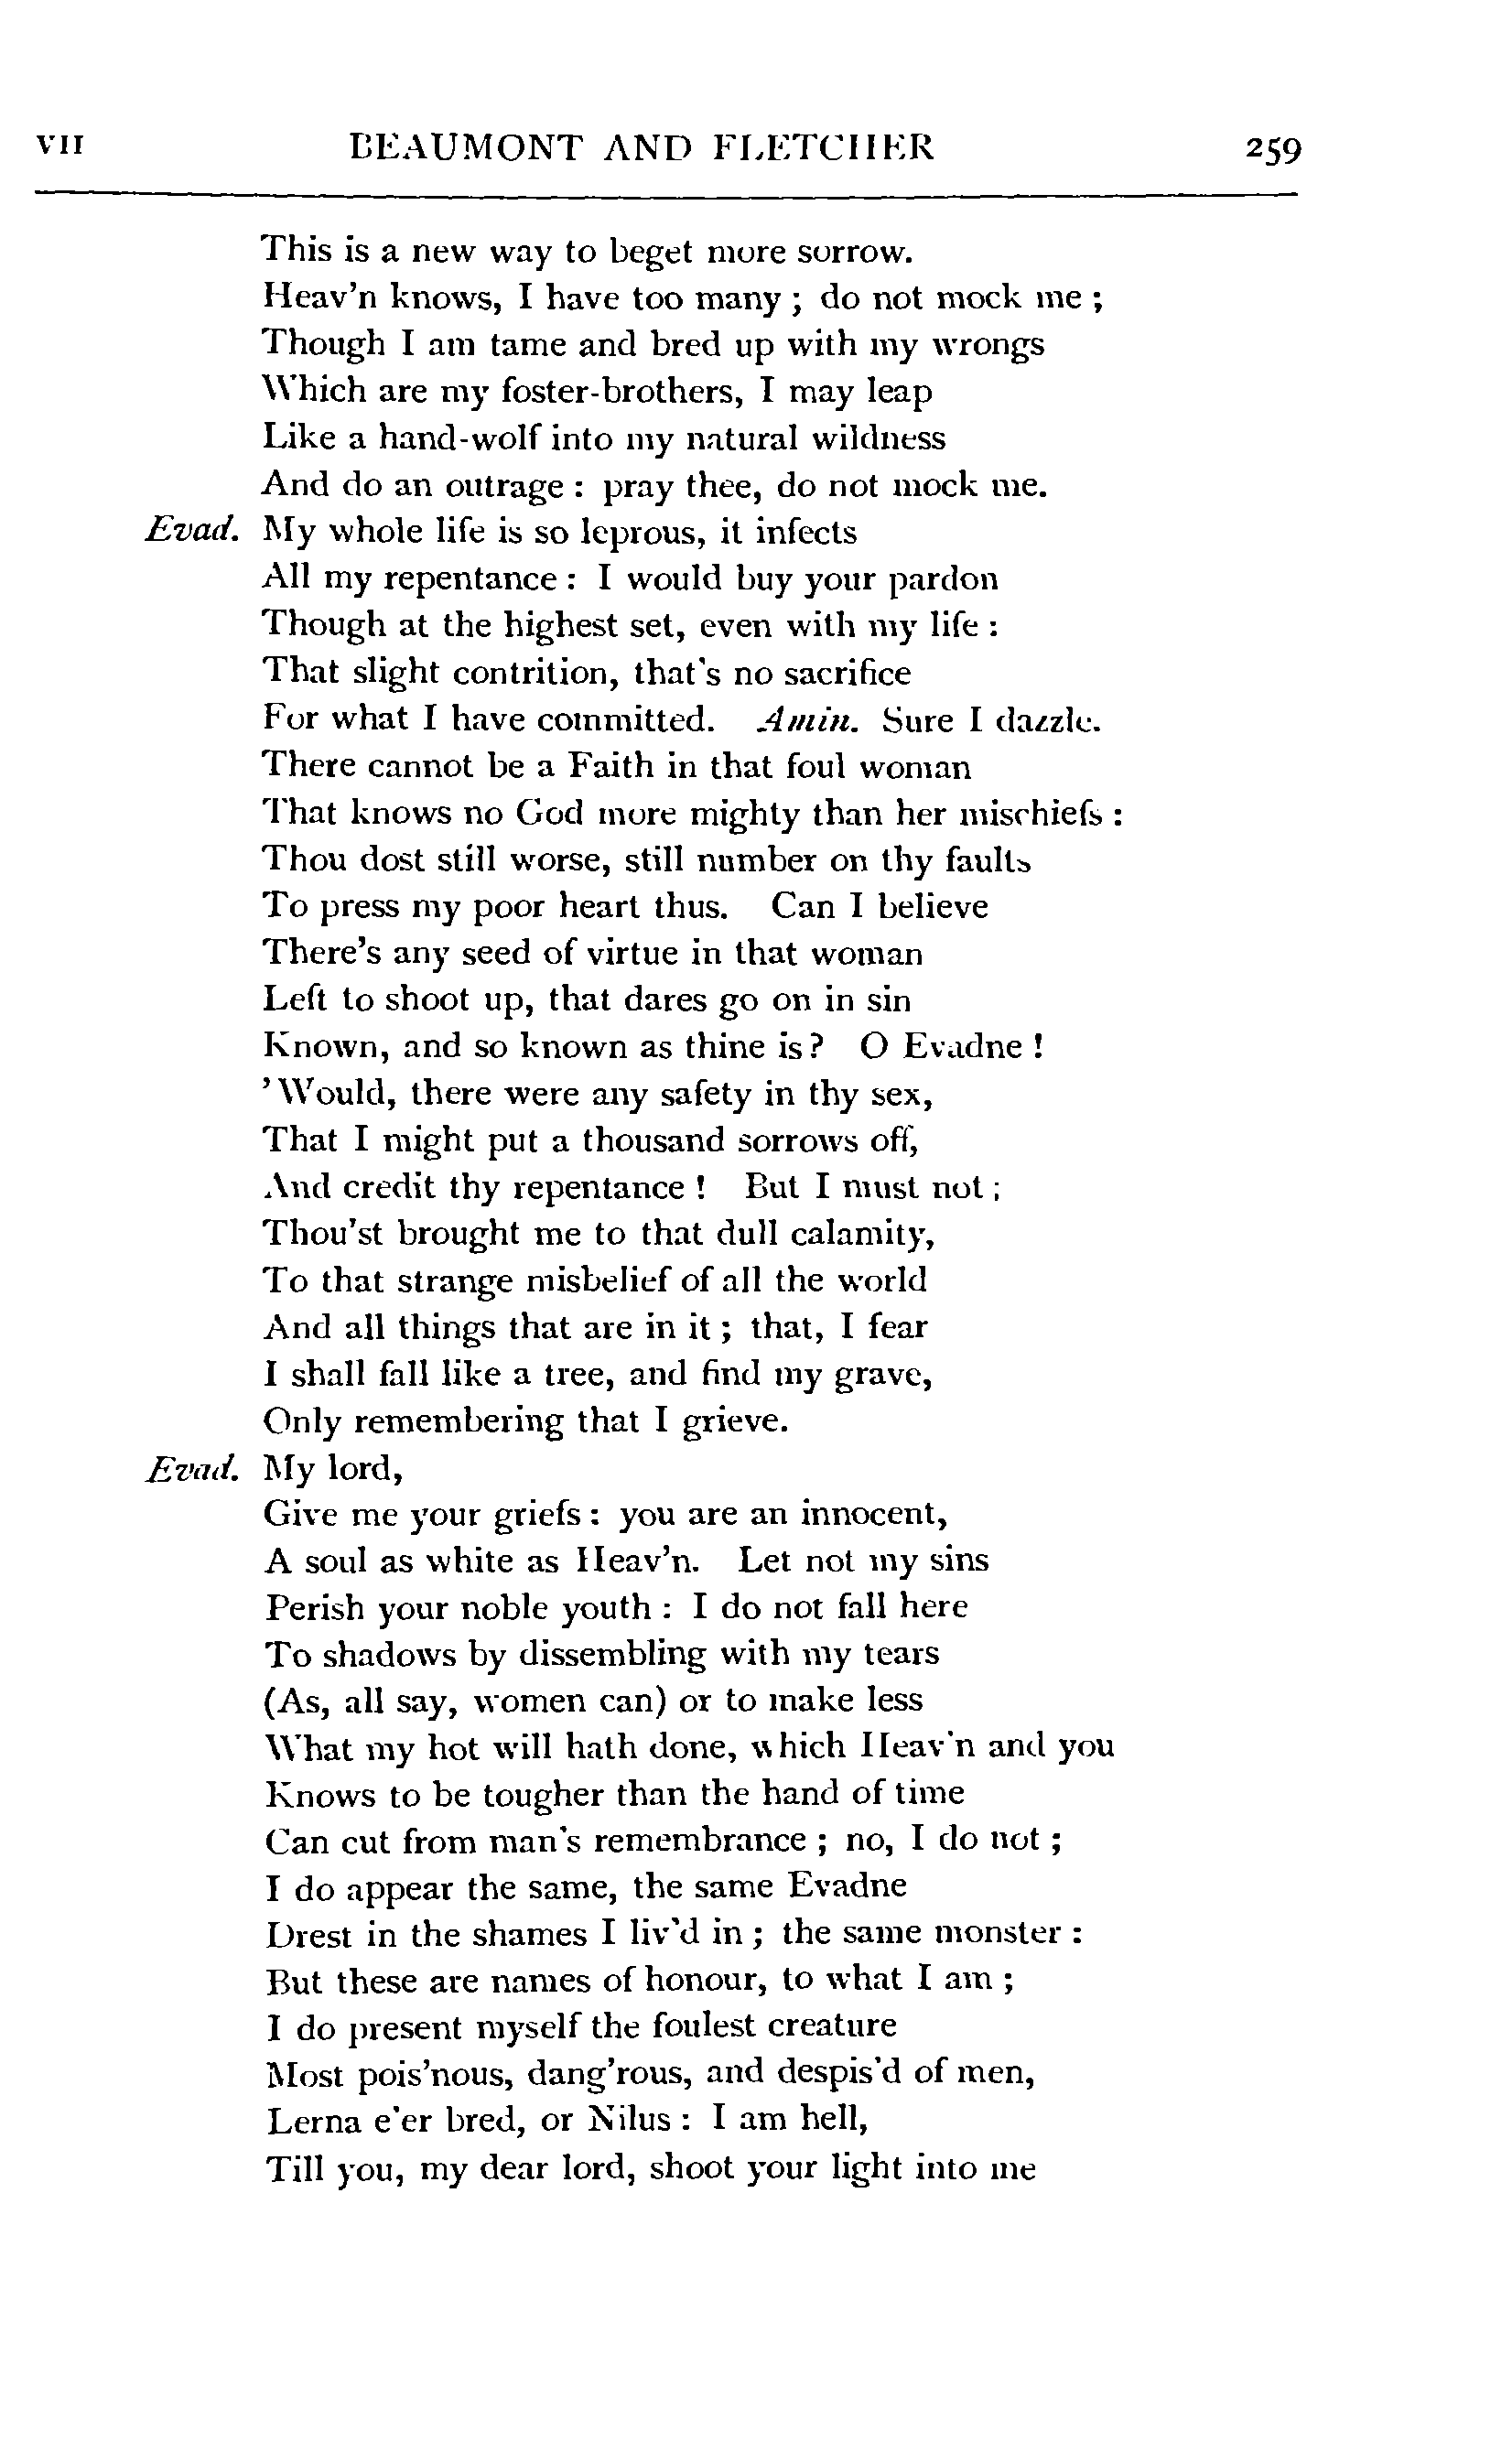 VII BEAUMONT AND FLETCHER 259
This is a new way to beget more sorrow.
Heav'n knows, I have too many ; do not mock me ;
Though I am tame and bred up with my wrongs
Which are my foster-brothers, I may leap
Like a hand-wolf into my natural wildness
And do an outrage : pray thee, do not mock me.
Evad. My whole life is so leprous, it infects
All my repentance : I would buy your pardon
Though at the highest set, even with my life :
That slight contrition, that's no sacrifice
For what I have committed. Amin. Sure I dazzle.
There cannot be a Faith in that foul woman
That knows no God more mighty than her mischiefs :
Thou dost still worse, still number on thy faults
To press my poor heart thus. Can I believe
There's any seed of virtue in that woman
Left to shoot up, that dares go on in sin
Known, and so known as thine is ? O Evadne !
'Would, there were any safety in thy sex,
That I might put a thousand sorrows off,
And credit thy repentance ! But I must not ;
Thou'st brought me to that dull calamity,
To that strange misbelief of all the world
And all things that are in it ; that, I fear
I shall fall like a tree, and find my grave,
Only remembering that I grieve.
Evad. My lord,
Give me your griefs : you are an innocent,
A soul as white as Heav'n. Let not my sins
Perish your noble youth : I do not fall here
To shadows by dissembling with my tears
(As, all say, women can) or to make less
What my hot will hath done, which Heav'n and you
Knows to be tougher than the hand of time
Can cut from man's remembrance ; no, I do not ;
I do appear the same, the same Evadne
Drest in the shames I liv'd in ; the same monster :
But these are names of honour, to what I am ;
I do present myself the foulest creature
Most pois'nous, dang'rous, and despis'd of men,
Lerna e'er bred, or Nilus : I am hell,
Till you, my dear lord, shoot your light into me